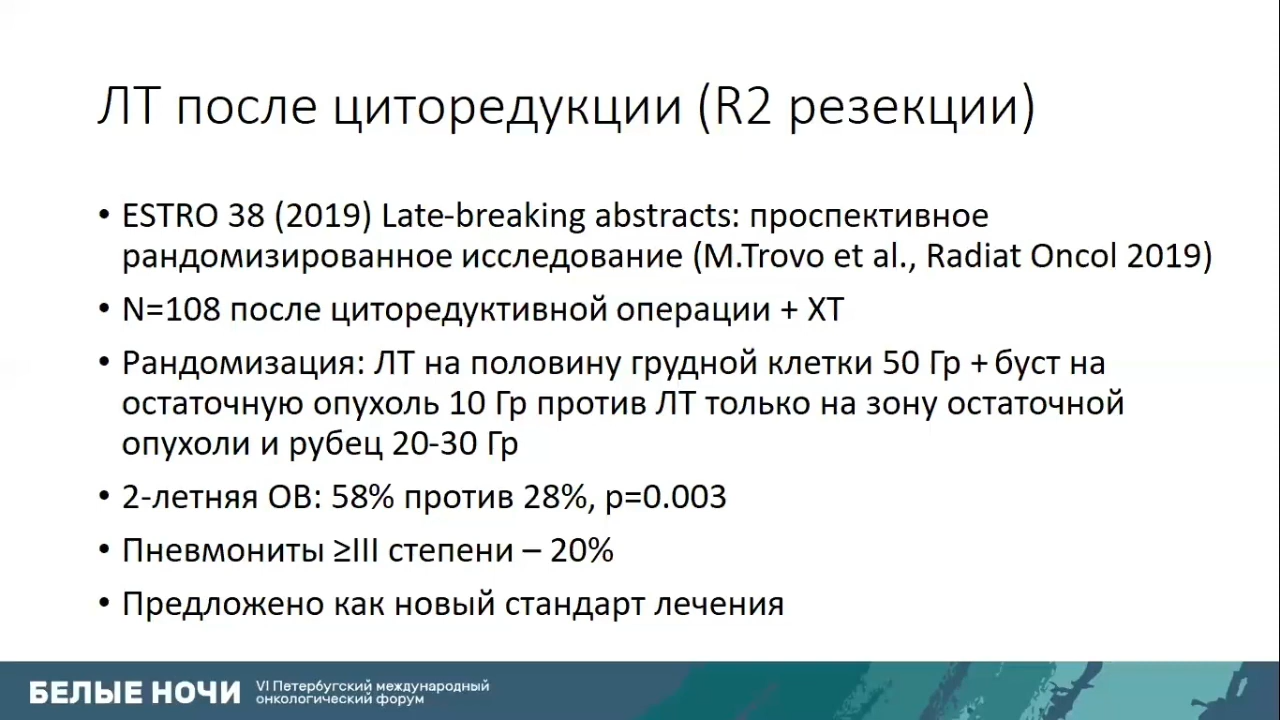 ЛТ после циторедукции (R2 резекции)
• ESTRO 38 (2019) Late-breaking abstracts: проспективное
рандомизированное исследование (M.Trovo et al., Radiat Oncol 2019)
• N=108 после циторедуктивной операции + ХТ
• Рандомизация: ЛТ на половину грудной клетки 50 Гр + буст на
остаточную опухоль 10 Гр против ЛТ только на зону остаточной
опухоли и рубец 20-30 Гр
• 2-летняя ОВ: 58% против 28%, p=0.003
• Пневмониты ≥III степени – 20%
• Предложено как новый стандарт лечения
БЕЛЫЕ НОЧИ
VI Петербургский международный
онкологический форум